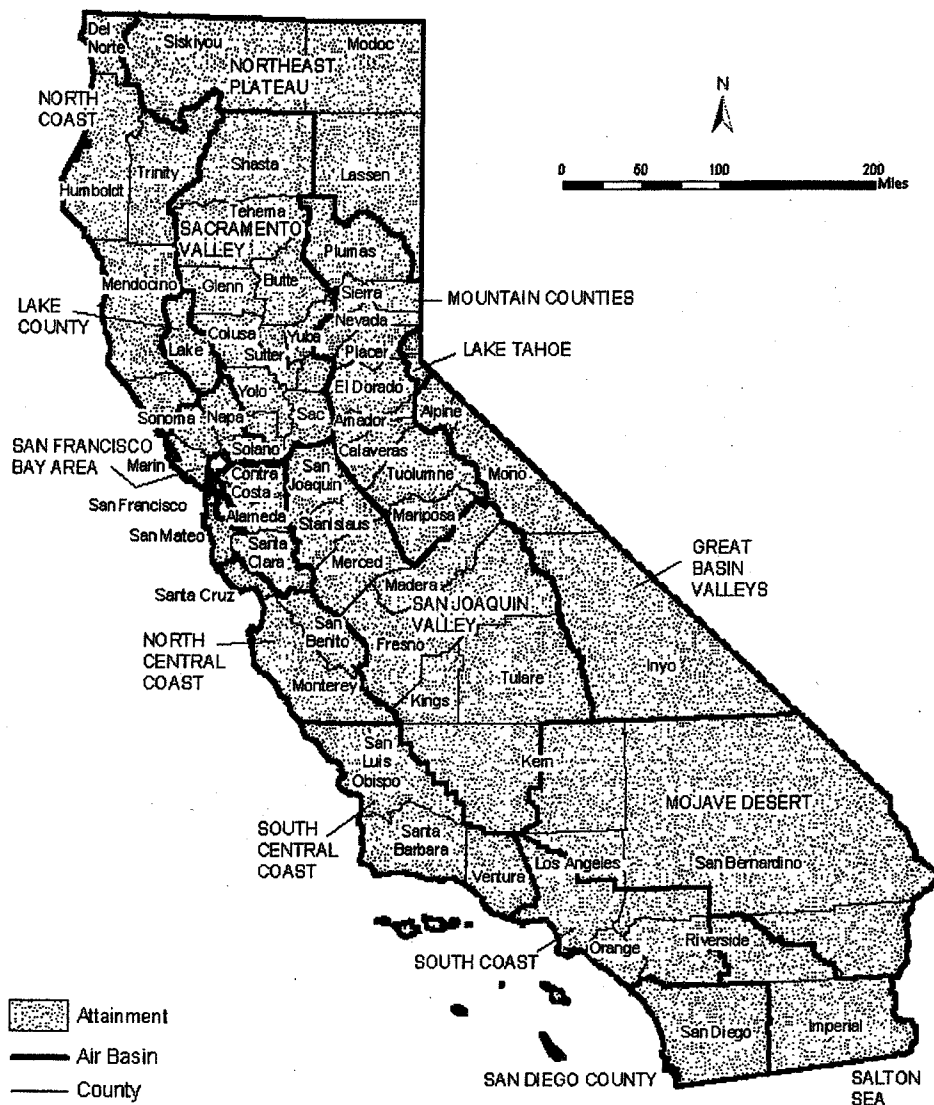 Del
Norte
Siskiyou
Modoc
NORTHEAST
PLATEAU
N
NORTH
COAST
0 50 100 200
Miles
Humboldt
Trinity
Shasta
Lassen
Tehema
SACRAMENTO
VALLEY
Plumas
Mendocino
Glenn
Butte
Sierra
MOUNTAIN COUNTIES
LAKE
COUNTY
Nevada
Colusa
Yuba
Lake
Sutter
Placer
LAKE TAHOE
Yolo
El Dorado
Sonoma
Napa
Sac
Alpine
Amador
SAN FRANCISCO
BAY AREA
Solano
Calaveras
Marin
Contra
Costa
San
Joaquin
Tuolumne
Mono
San Francisco
Alameda
Stanislaus
Mariposa
San Mateo
Santa
Clara
Merced
GREAT
BASIN
VALLEYS
Madera
Santa Cruz
SAN JOAQUIN
VALLEY
San
Benito
NORTH
CENTRAL
COAST
Fresno
Inyo
Monterey
Kings
Tulare
San
Luis
Obispo
Kern
MOJAVE DESERT
SOUTH
CENTRAL
COAST
Santa
Barbara
Los Angeles
San Bernardino
Ventura
Orange
Riverside
SOUTH COAST
Attainment
Air Basin
County
San Diego
Imperial
SAN DIEGO COUNTY
SALTON
SEA